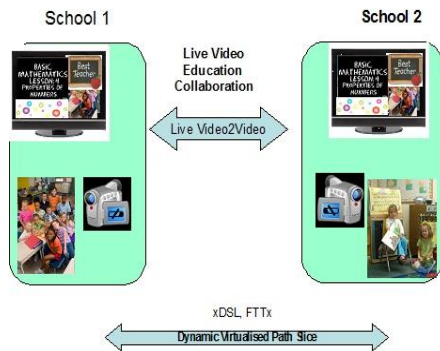 School 1
School 2
Live Video
Education
Collaboration
BASIC
MATHEMATICS
LESSON: 4
PROPERTIES OF
NUMBERS
Best
Teacher
BASIC
MATHEMATICS
LESSON: 4
PROPERTIES OF
NUMBERS
Best
Teacher
Live Video2Video
xDSL, FTTx
Dynamic Virtualised Path Slice